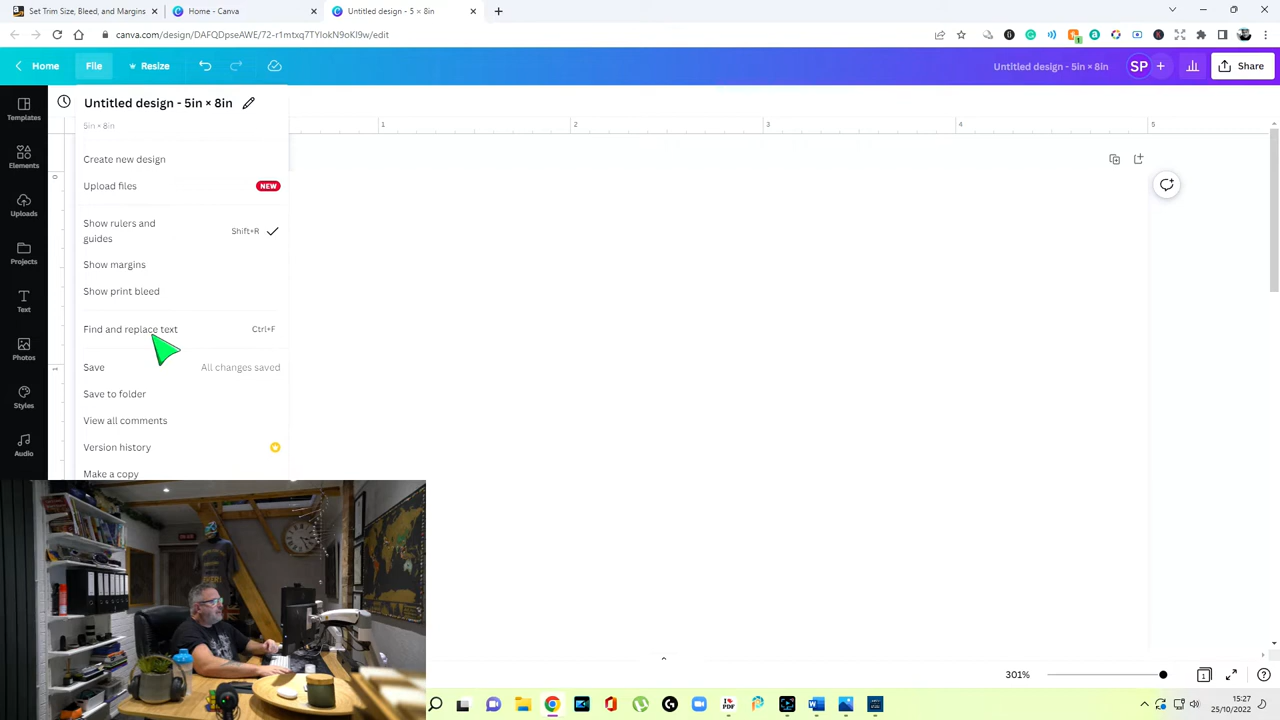 Set Trim Size, Bleed, and Margins
Home - Canva
Untitled design - 5 × 8in
canva.com/design/DAFQDpseAWE/72-r1mtxq7TYIokN9oKI9w/edit
Home
File
Resize
Untitled design - 5in × 8in
SP
Share
Templates
Elements
Uploads
Projects
Text
Photos
Styles
Audio
Untitled design - 5in × 8in
5in × 8in
Create new design
Upload files
NEW
Show rulers and
guides
Shift+R
Show margins
Show print bleed
Find and replace text
Ctrl+F
Save
All changes saved
Save to folder
View all comments
Version history
Make a copy
1
2
3
4
5
0
1
301%
1
15:27
25/10/2022